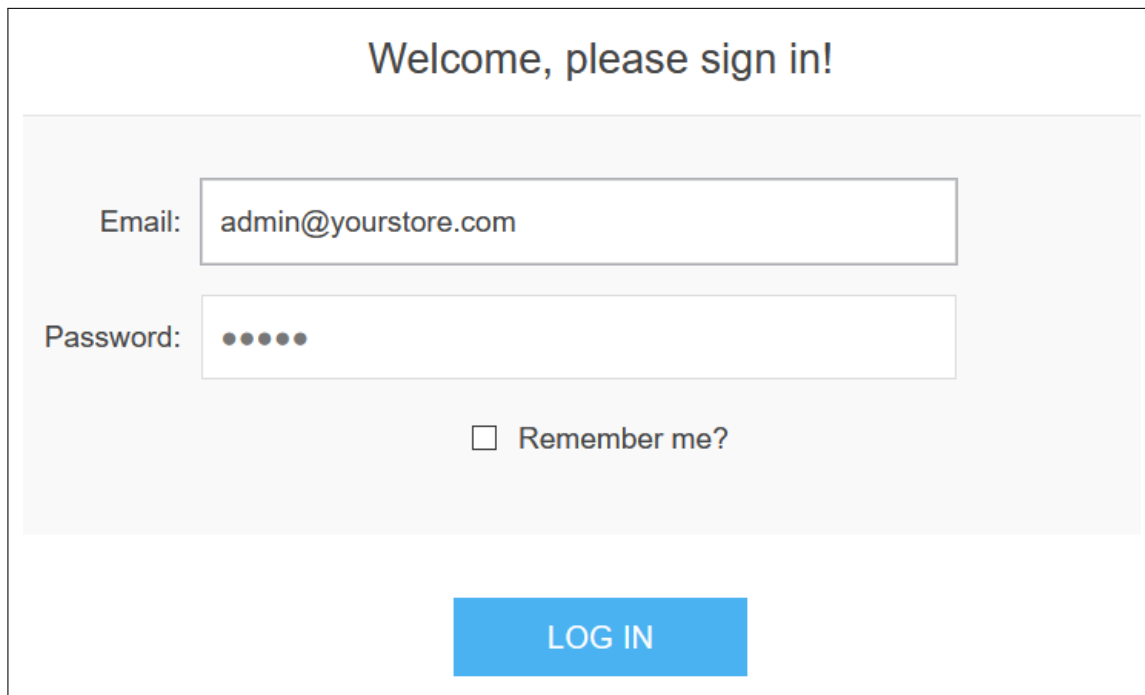 Welcome, please sign in!
Email: admin@yourstore.com
Password: ●●●●●
Remember me?
LOG IN